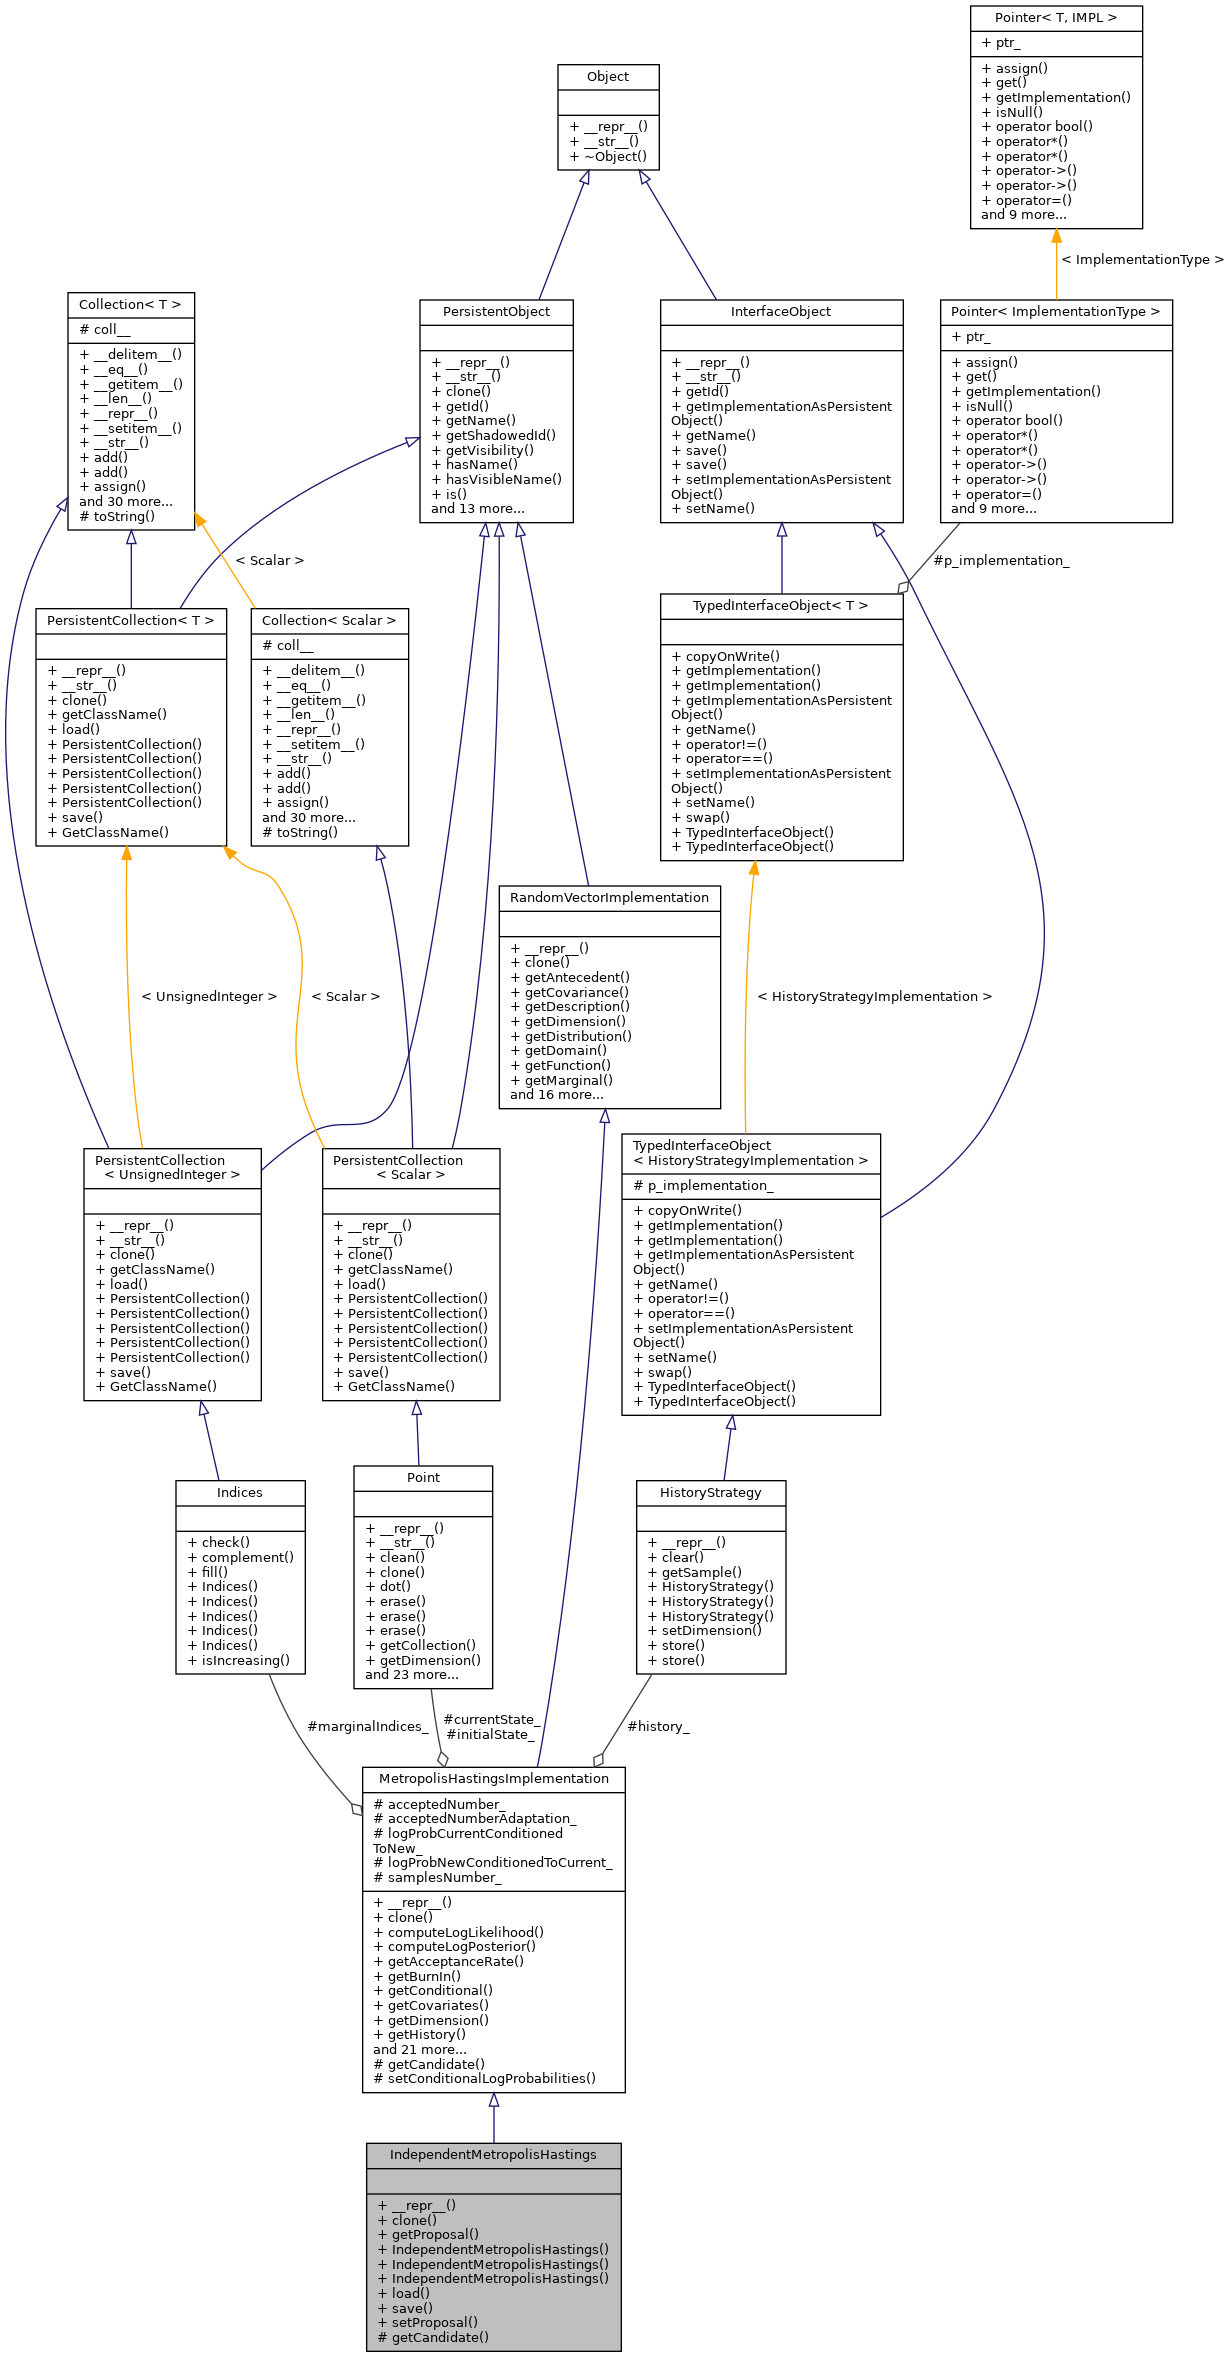 Pointer< T, IMPL >
+ ptr_
+ assign()
+ get()
+ getImplementation()
+ isNull()
+ operator bool()
+ operator*()
+ operator*()
+ operator->()
+ operator->()
+ operator=()
and 9 more...
Object
+ __repr__()
+ __str__()
+ ~Object()
< ImplementationType >
Collection< T >
# coll__
+ __delitem__()
+ __eq__()
+ __getitem__()
+ __len__()
+ __repr__()
+ __setitem__()
+ __str__()
+ add()
+ add()
+ assign()
and 30 more...
# toString()
PersistentObject
+ __repr__()
+ __str__()
+ clone()
+ getId()
+ getName()
+ getShadowedId()
+ getVisibility()
+ hasName()
+ hasVisibleName()
+ is()
and 13 more...
InterfaceObject
+ __repr__()
+ __str__()
+ getId()
+ getImplementationAsPersistent
Object()
+ getName()
+ save()
+ save()
+ setImplementationAsPersistent
Object()
+ setName()
Pointer< ImplementationType >
+ ptr_
+ assign()
+ get()
+ getImplementation()
+ isNull()
+ operator bool()
+ operator*()
+ operator*()
+ operator->()
+ operator->()
+ operator=()
and 9 more...
< Scalar >
#p_implementation_
PersistentCollection< T >
+ __repr__()
+ __str__()
+ clone()
+ getClassName()
+ load()
+ PersistentCollection()
+ PersistentCollection()
+ PersistentCollection()
+ PersistentCollection()
+ PersistentCollection()
+ save()
+ GetClassName()
Collection< Scalar >
# coll__
+ __delitem__()
+ __eq__()
+ __getitem__()
+ __len__()
+ __repr__()
+ __setitem__()
+ __str__()
+ add()
+ add()
+ assign()
and 30 more...
# toString()
TypedInterfaceObject< T >
+ copyOnWrite()
+ getImplementation()
+ getImplementation()
+ getImplementationAsPersistent
Object()
+ getName()
+ operator!=()
+ operator==()
+ setImplementationAsPersistent
Object()
+ setName()
+ swap()
+ TypedInterfaceObject()
+ TypedInterfaceObject()
RandomVectorImplementation
+ __repr__()
+ clone()
+ getAntecedent()
+ getCovariance()
+ getDescription()
+ getDimension()
+ getDistribution()
+ getDomain()
+ getFunction()
+ getMarginal()
and 16 more...
< UnsignedInteger >
< Scalar >
< HistoryStrategyImplementation >
PersistentCollection
< UnsignedInteger >
+ __repr__()
+ __str__()
+ clone()
+ getClassName()
+ load()
+ PersistentCollection()
+ PersistentCollection()
+ PersistentCollection()
+ PersistentCollection()
+ PersistentCollection()
+ save()
+ GetClassName()
PersistentCollection
< Scalar >
+ __repr__()
+ __str__()
+ clone()
+ getClassName()
+ load()
+ PersistentCollection()
+ PersistentCollection()
+ PersistentCollection()
+ PersistentCollection()
+ PersistentCollection()
+ save()
+ GetClassName()
TypedInterfaceObject
< HistoryStrategyImplementation >
# p_implementation_
+ copyOnWrite()
+ getImplementation()
+ getImplementation()
+ getImplementationAsPersistent
Object()
+ getName()
+ operator!=()
+ operator==()
+ setImplementationAsPersistent
Object()
+ setName()
+ swap()
+ TypedInterfaceObject()
+ TypedInterfaceObject()
Indices
+ check()
+ complement()
+ fill()
+ Indices()
+ Indices()
+ Indices()
+ Indices()
+ Indices()
+ isIncreasing()
Point
+ __repr__()
+ __str__()
+ clean()
+ clone()
+ dot()
+ erase()
+ erase()
+ erase()
+ getCollection()
+ getDimension()
and 23 more...
HistoryStrategy
+ __repr__()
+ clear()
+ getSample()
+ HistoryStrategy()
+ HistoryStrategy()
+ HistoryStrategy()
+ setDimension()
+ store()
+ store()
#marginalIndices_
#currentState_
#initialState_
#history_
MetropolisHastingsImplementation
# acceptedNumber_
# acceptedNumberAdaptation_
# logProbCurrentConditioned
ToNew_
# logProbNewConditionedToCurrent_
# samplesNumber_
+ __repr__()
+ clone()
+ computeLogLikelihood()
+ computeLogPosterior()
+ getAcceptanceRate()
+ getBurnIn()
+ getConditional()
+ getCovariates()
+ getDimension()
+ getHistory()
and 21 more...
# getCandidate()
# setConditionalLogProbabilities()
IndependentMetropolisHastings
+ __repr__()
+ clone()
+ getProposal()
+ IndependentMetropolisHastings()
+ IndependentMetropolisHastings()
+ IndependentMetropolisHastings()
+ load()
+ save()
+ setProposal()
# getCandidate()